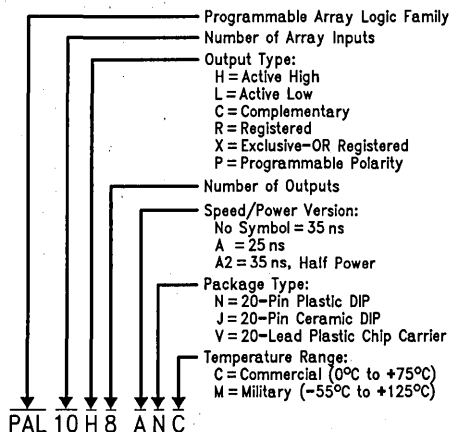 Programmable Array Logic Family
Number of Array Inputs
Output Type:
H = Active High
L = Active Low
C = Complementary
R = Registered
X = Exclusive-OR Registered
P = Programmable Polarity
Number of Outputs
Speed/Power Version:
No Symbol = 35 ns
A = 25 ns
A2 = 35 ns, Half Power
Package Type:
N = 20-Pin Plastic DIP
J = 20-Pin Ceramic DIP
V = 20-Lead Plastic Chip Carrier
Temperature Range:
C = Commercial (0°C to +75°C)
M = Military (-55°C to +125°C)
PAL 10 H 8 A N C